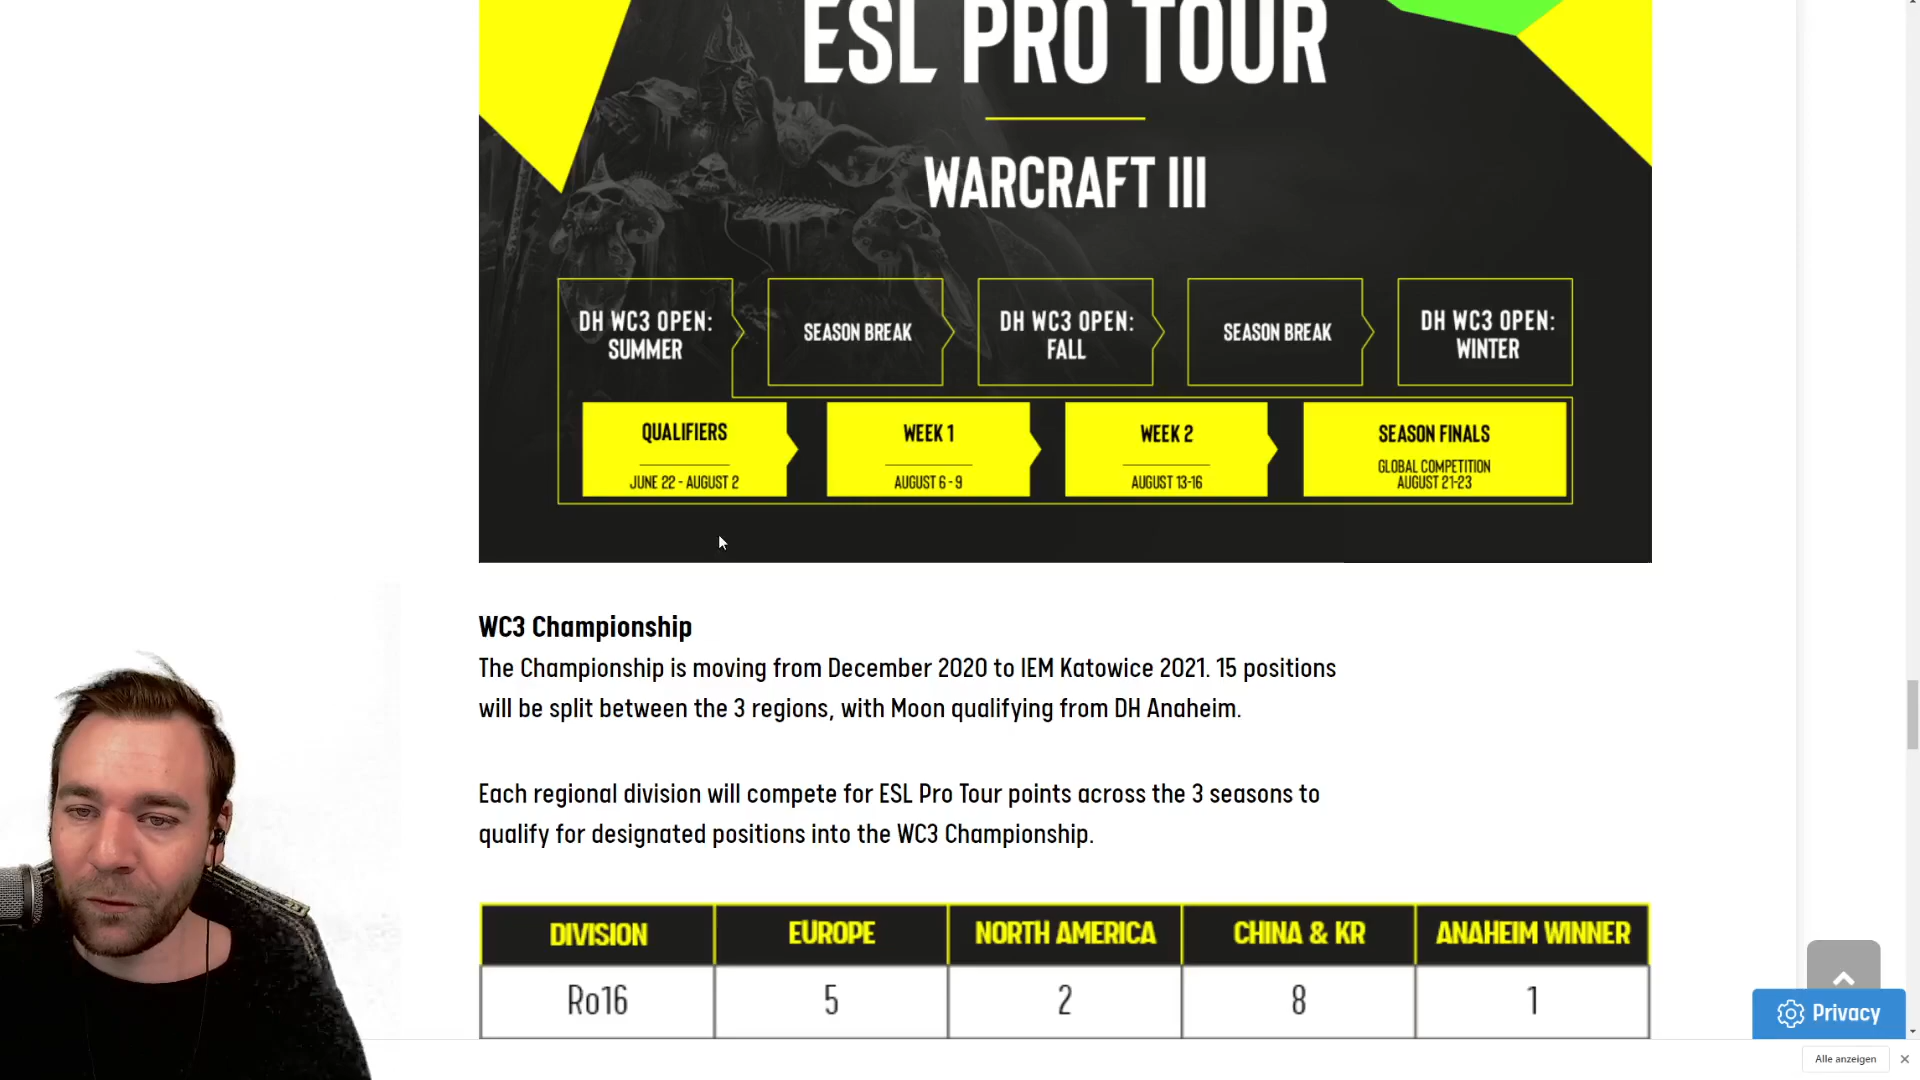 ESL PRO TOUR
WARCRAFT III
DH WC3 OPEN:
SUMMER
SEASON BREAK
DH WC3 OPEN:
FALL
SEASON BREAK
DH WC3 OPEN:
WINTER
QUALIFIERS
JUNE 22 - AUGUST 2
WEEK 1
AUGUST 6 - 9
WEEK 2
AUGUST 13-16
SEASON FINALS
GLOBAL COMPETITION
AUGUST 21-23
WC3 Championship
The Championship is moving from December 2020 to IEM Katowice 2021. 15 positions
will be split between the 3 regions, with Moon qualifying from DH Anaheim.
Each regional division will compete for ESL Pro Tour points across the 3 seasons to
qualify for designated positions into the WC3 Championship.
DIVISION EUROPE NORTH AMERICA CHINA & KR ANAHEIM WINNER
Ro16 5 2 8 1
Privacy
Alle anzeigen